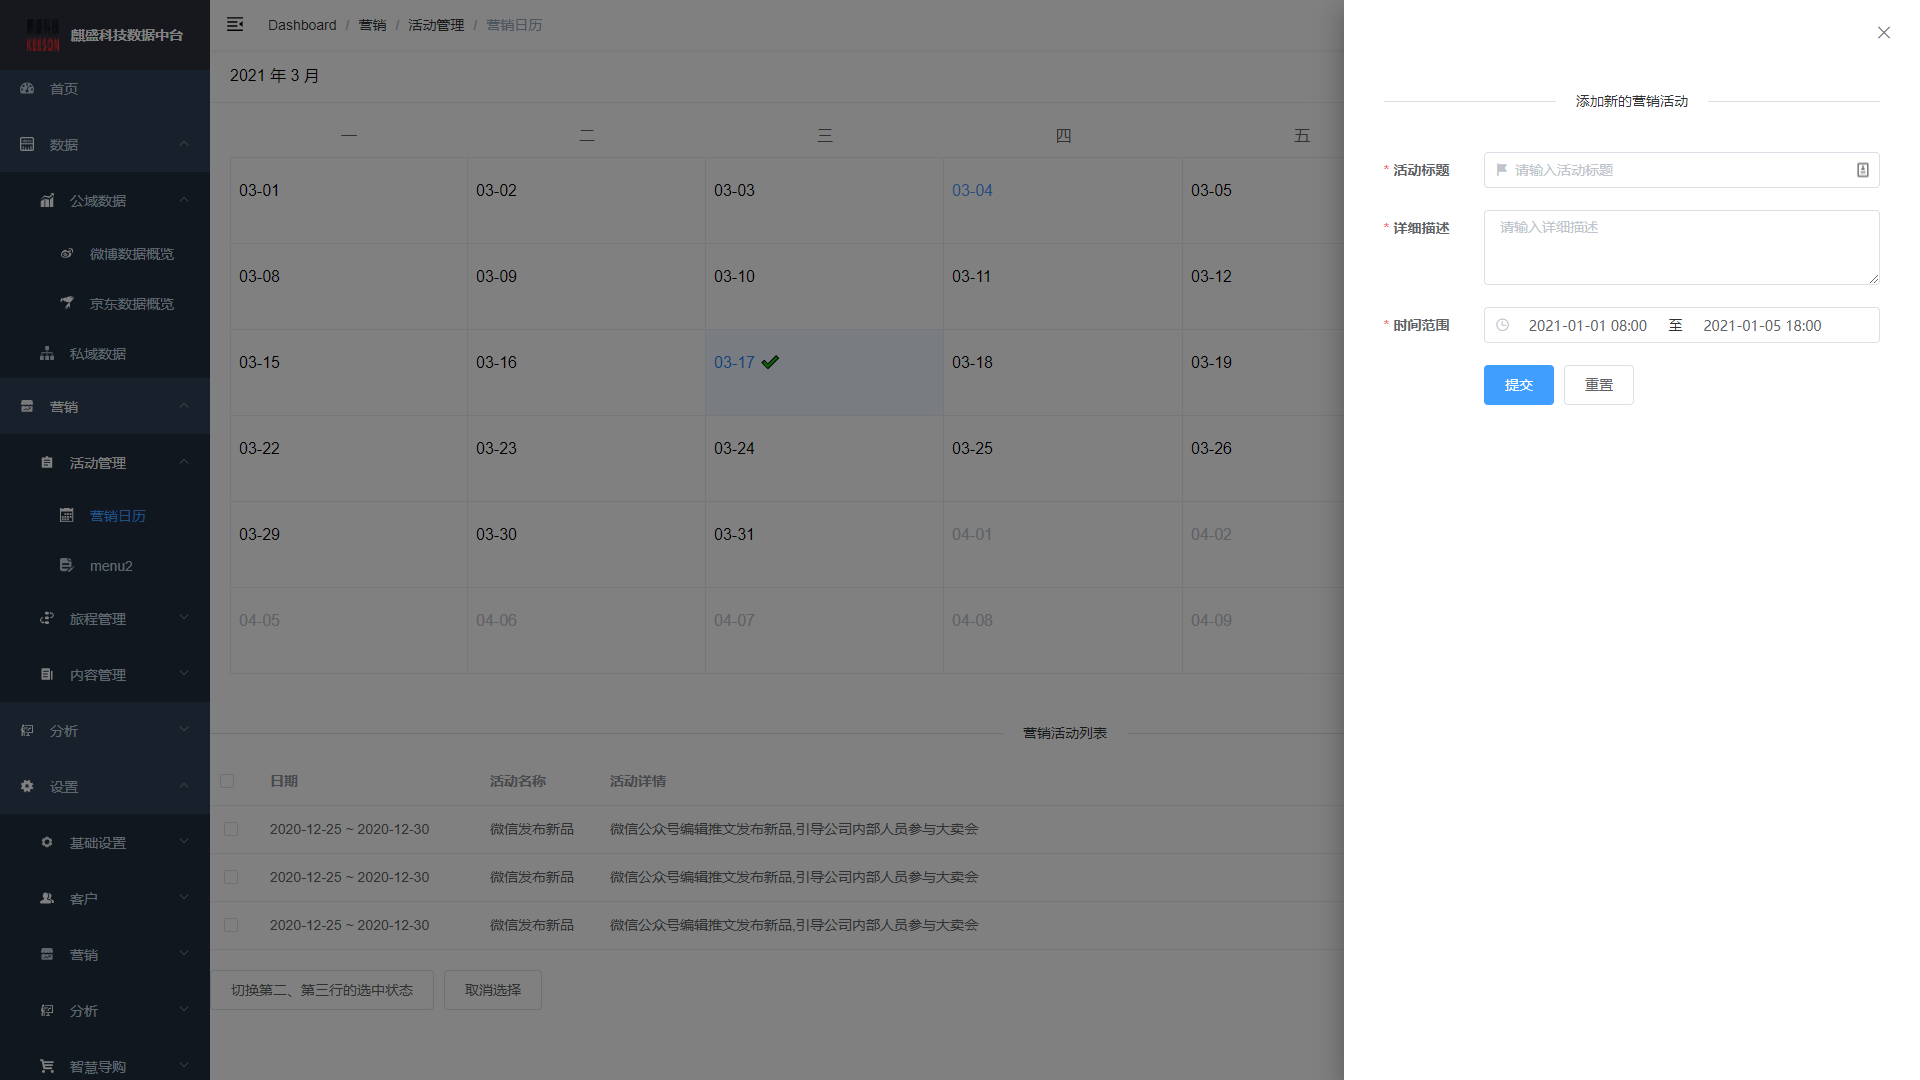 KEESON
麒盛科技数据中台
首页
数据
公域数据
微博数据概览
京东数据概览
私域数据
营销
活动管理
营销日历
menu2
旅程管理
内容管理
分析
设置
基础设置
客户
营销
分析
智慧导购
Dashboard / 营销 / 活动管理 / 营销日历
2021 年 3 月
一 二 三 四 五
03-01 03-02 03-03 03-04 03-05
03-08 03-09 03-10 03-11 03-12
03-15 03-16 03-17 03-18 03-19
03-22 03-23 03-24 03-25 03-26
03-29 03-30 03-31 04-01 04-02
04-05 04-06 04-07 04-08 04-09
营销活动列表
日期 活动名称 活动详情
2020-12-25 ~ 2020-12-30 微信发布新品 微信公众号编辑推文发布新品,引导公司内部人员参与大卖会
2020-12-25 ~ 2020-12-30 微信发布新品 微信公众号编辑推文发布新品,引导公司内部人员参与大卖会
2020-12-25 ~ 2020-12-30 微信发布新品 微信公众号编辑推文发布新品,引导公司内部人员参与大卖会
切换第二、第三行的选中状态 取消选择
添加新的营销活动
* 活动标题 请输入活动标题
* 详细描述 请输入详细描述
* 时间范围 2021-01-01 08:00 至 2021-01-05 18:00
提交 重置